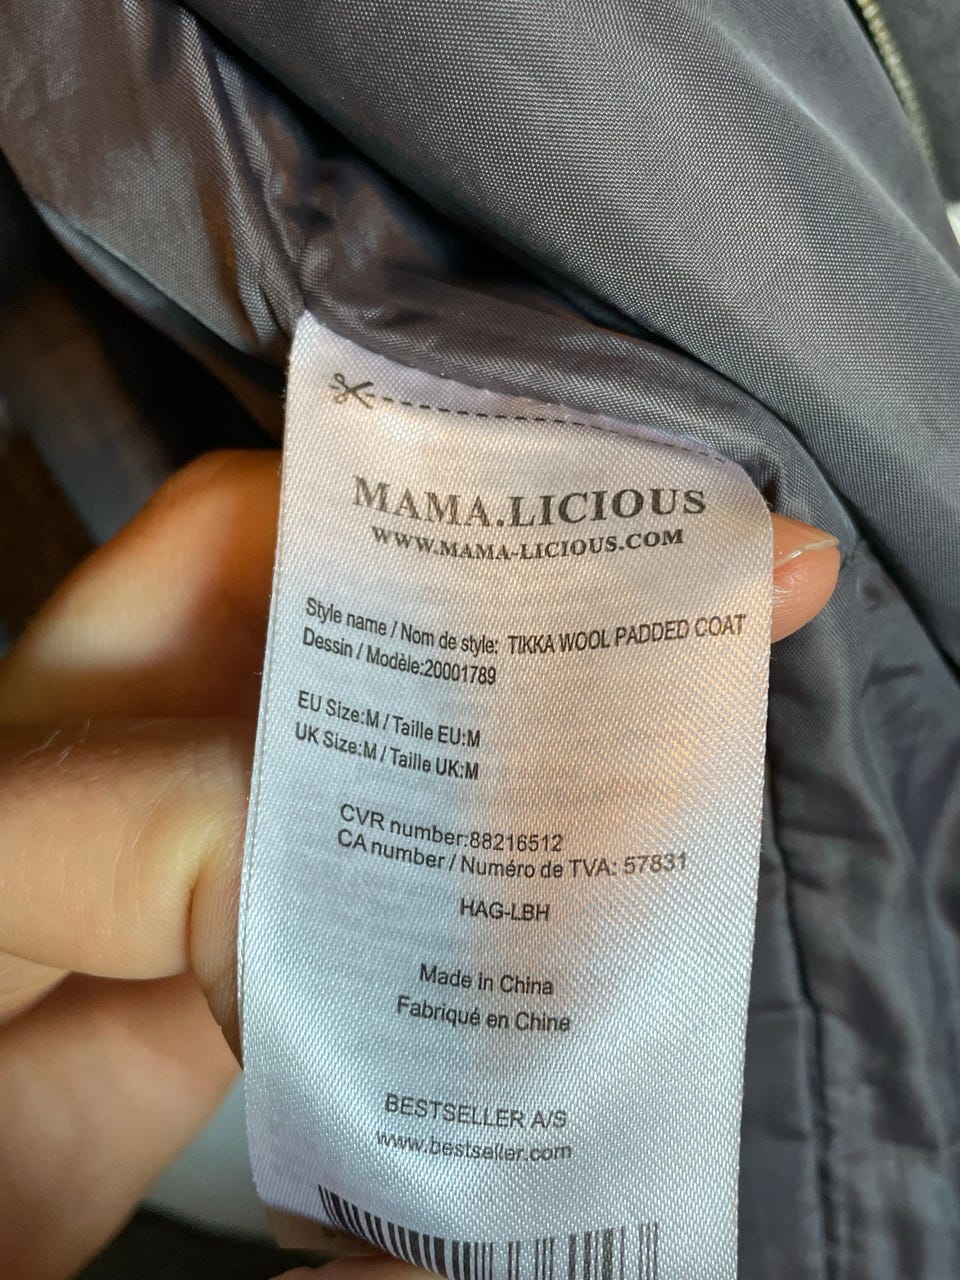 MAMA.LICIOUS
WWW.MAMA-LICIOUS.COM
Style name / Nom de style: TIKKA WOOL PADDED COAT
Dessin / Modèle:20001789
EU Size:M / Taille EU:M
UK Size:M / Taille UK:M
CVR number:88216512
CA number / Numéro de TVA: 57831
HAG-LBH
Made in China
Fabriqué en Chine
BESTSELLER A/S
www.bestseller.com